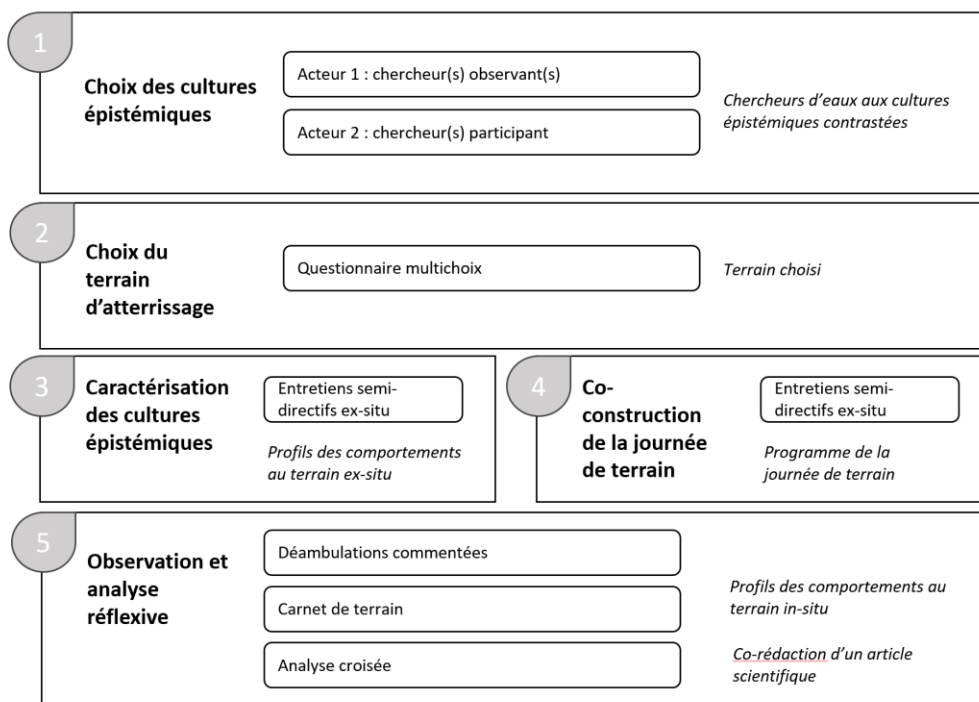 1
Choix des cultures
épistémiques
Acteur 1 : chercheur(s) observant(s)
Acteur 2 : chercheur(s) participant
Chercheurs d'eaux aux cultures
épistémiques contrastées
2
Choix du
terrain
d'atterrissage
Questionnaire multichoix
Terrain choisi
3
Caractérisation
des cultures
épistémiques
Entretiens semi-
directifs ex-situ
Profils des comportements
au terrain ex-situ
4
Co-
construction
de la journée
de terrain
Entretiens semi-
directifs ex-situ
Programme de la
journée de terrain
5
Observation et
analyse
réflexive
Déambulations commentées
Carnet de terrain
Analyse croisée
Profils des comportements au
terrain in-situ
Co-rédaction d'un article
scientifique